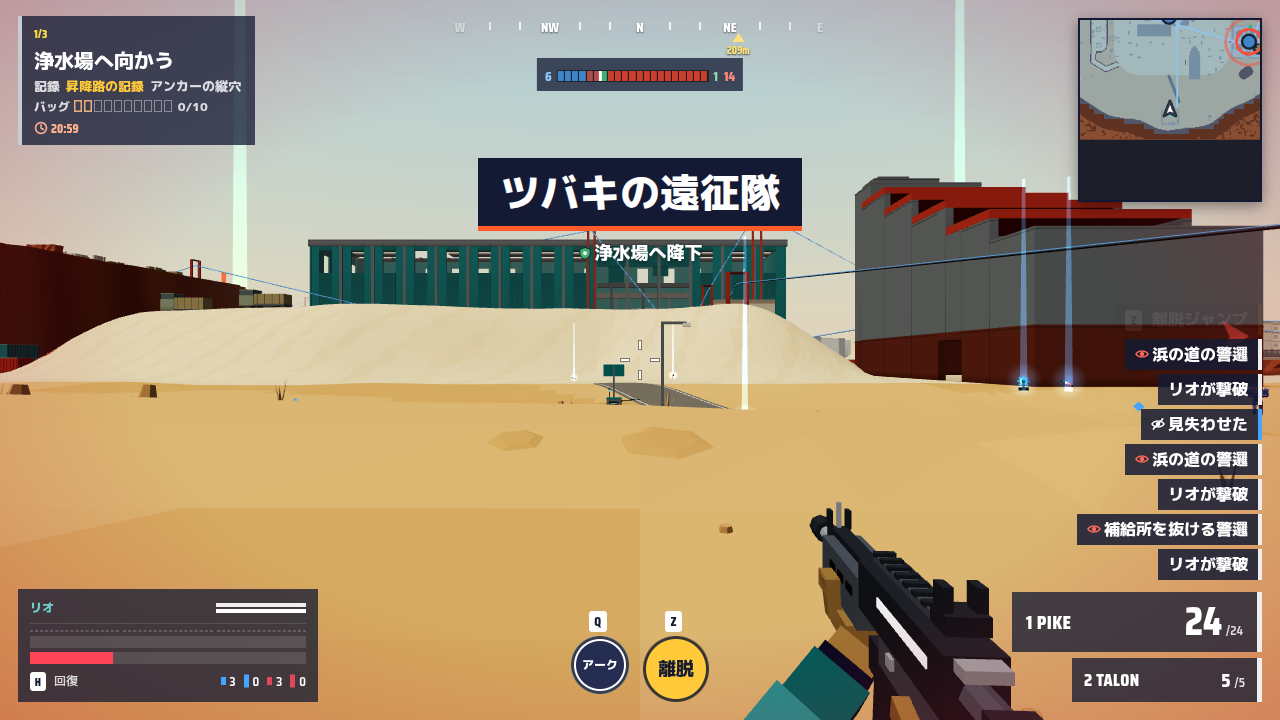 1/3
浄水場へ向かう
記録 昇降路の記録 アンカーの縦穴
バッグ 0/10
20:59
W NW N NE E
209m
6 1 14
ツバキの遠征隊
浄水場へ降下
Z 離脱ジャンプ
浜の道の警邏
リオが撃破
見失わせた
浜の道の警邏
リオが撃破
補給所を抜ける警邏
リオが撃破
リオ
H 回復 3 0 3 0
Q Z
アーク 離脱
1 PIKE 24 /24
2 TALON 5 /5